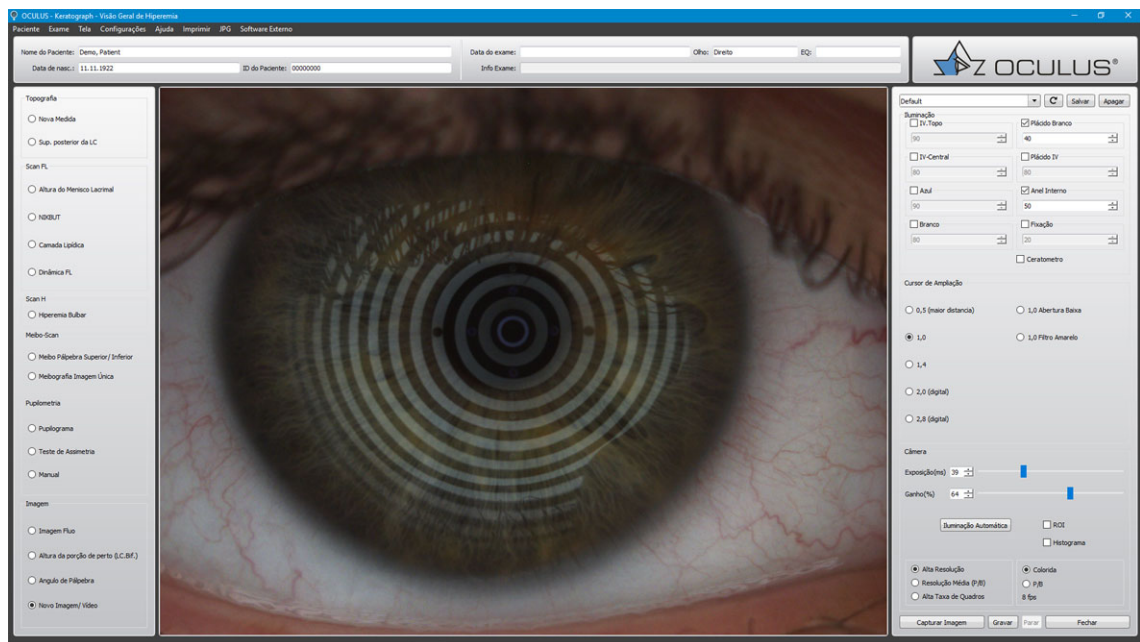 OCULUS - Keratograph - Visão Geral de Hiperemia
Paciente Exame Tela Configurações Ajuda Imprimir JPG Software Externo
Nome do Paciente: Demo, Patient
Data de nasc.: 11.11.1922 ID do Paciente: 00000000
Data do exame: Olho: Direito EQ:
Info Exame:
OCULUS®
Topografia
Nova Medida
Sup. posterior da LC
Scan FL
Altura do Menisco Lacrimal
NIKBUT
Camada Lipídica
Dinâmica FL
Scan H
Hiperemia Bulbar
Meibo-Scan
Meibo Pálpebra Superior/ Inferior
Meibografia Imagem Única
Pupilometria
Pupilograma
Teste de Assimetria
Manual
Imagem
Imagem Fluo
Altura da porção de perto (LC.Bif.)
Angulo de Pálpebra
Novo Imagem/ Vídeo
Default Salvar Apagar
Iluminação
IV.Topo Plácido Branco
90 40
IV-Central Plácido IV
80 80
Azul Anel Interno
90 50
Branco Fixação
80 20
Ceratometro
Cursor de Ampliação
0,5 (maior distancia) 1,0 Abertura Baixa
1,0 1,0 Filtro Amarelo
1,4
2,0 (digital)
2,8 (digital)
Câmera
Exposição(ms) 39
Ganho(%) 64
Iluminação Automática ROI
Histograma
Alta Resolução Colorida
Resolução Média (P/B) P/B
Alta Taxa de Quadros 8 fps
Capturar Imagem Gravar Parar Fechar